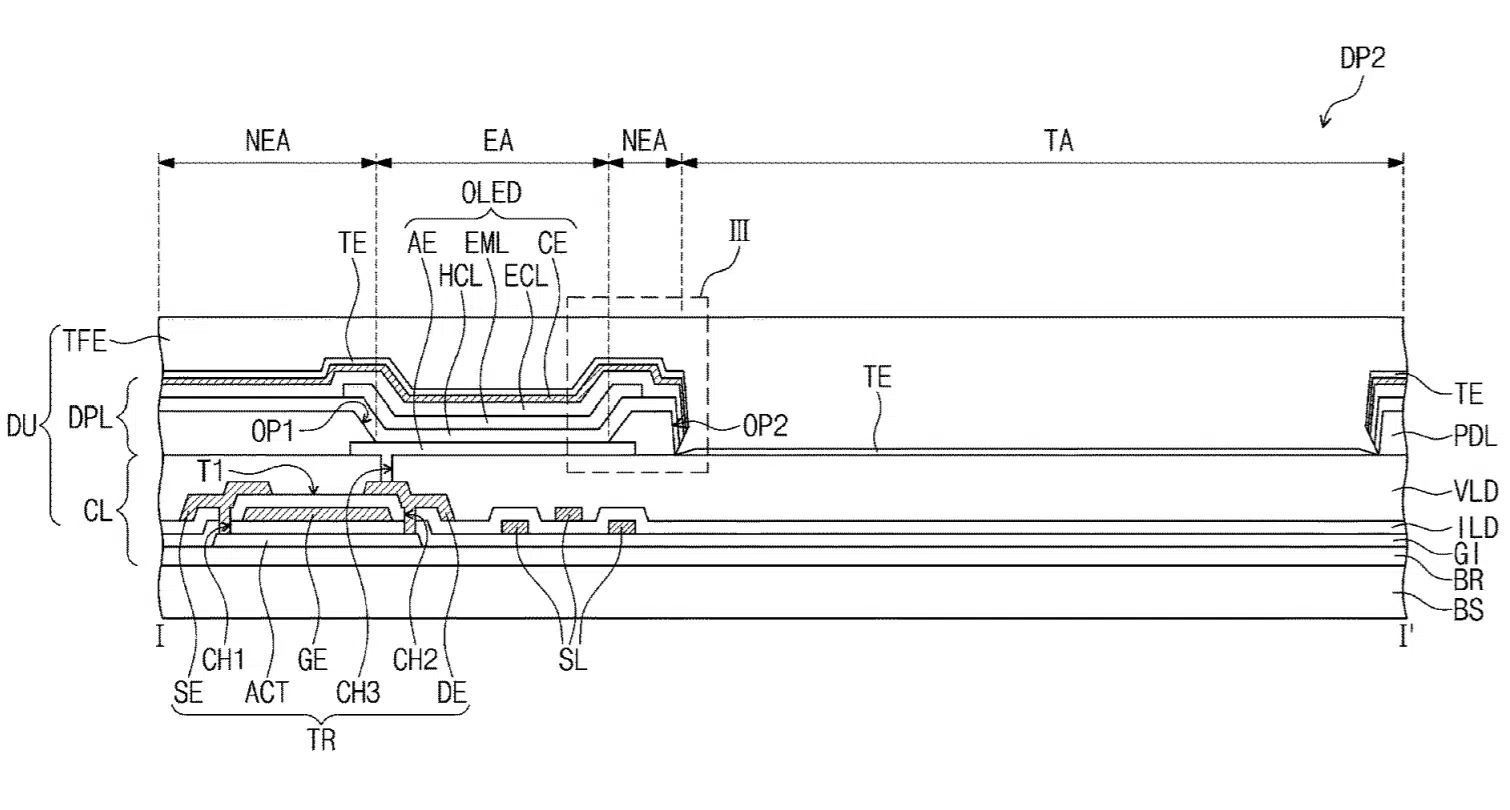 DP2
NEA EA NEA TA
OLED
TE AE EML CE III
HCL ECL
TFE
TE
TE
DU DPL
OP1 OP2
PDL
T1
VLD
CL
ILD
GI
BR
BS
I I'
CH1 GE CH2 SL
SE ACT CH3 DE
TR